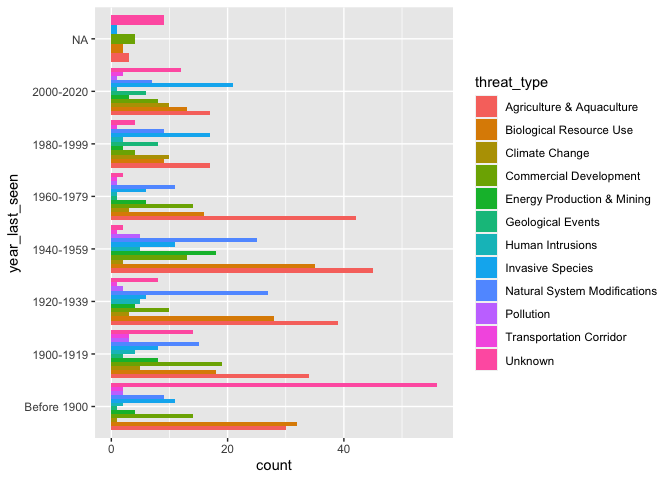 year_last_seen
NA
2000-2020
1980-1999
1960-1979
1940-1959
1920-1939
1900-1919
Before 1900
0
20
40
count
threat_type
Agriculture & Aquaculture
Biological Resource Use
Climate Change
Commercial Development
Energy Production & Mining
Geological Events
Human Intrusions
Invasive Species
Natural System Modifications
Pollution
Transportation Corridor
Unknown